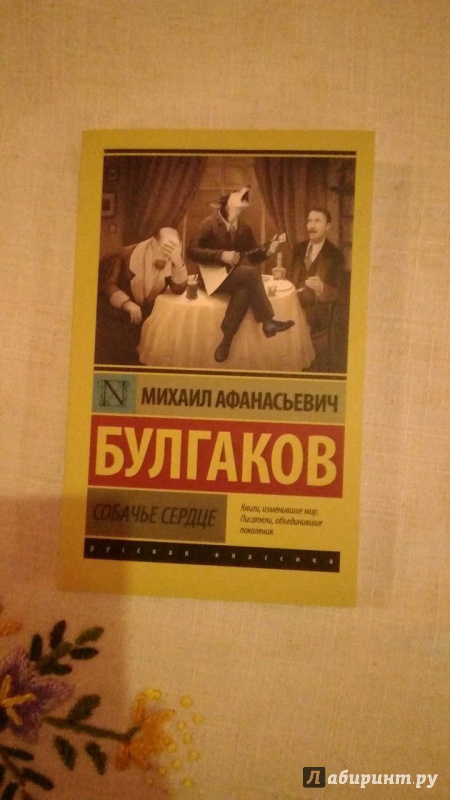 N
МИХАИЛ АФАНАСЬЕВИЧ
БУЛГАКОВ
СОБАЧЬЕ СЕРДЦЕ
Книги, изменившие мир.
Писатели, объединившие
поколения.
русская классика
Лабиринт.ру